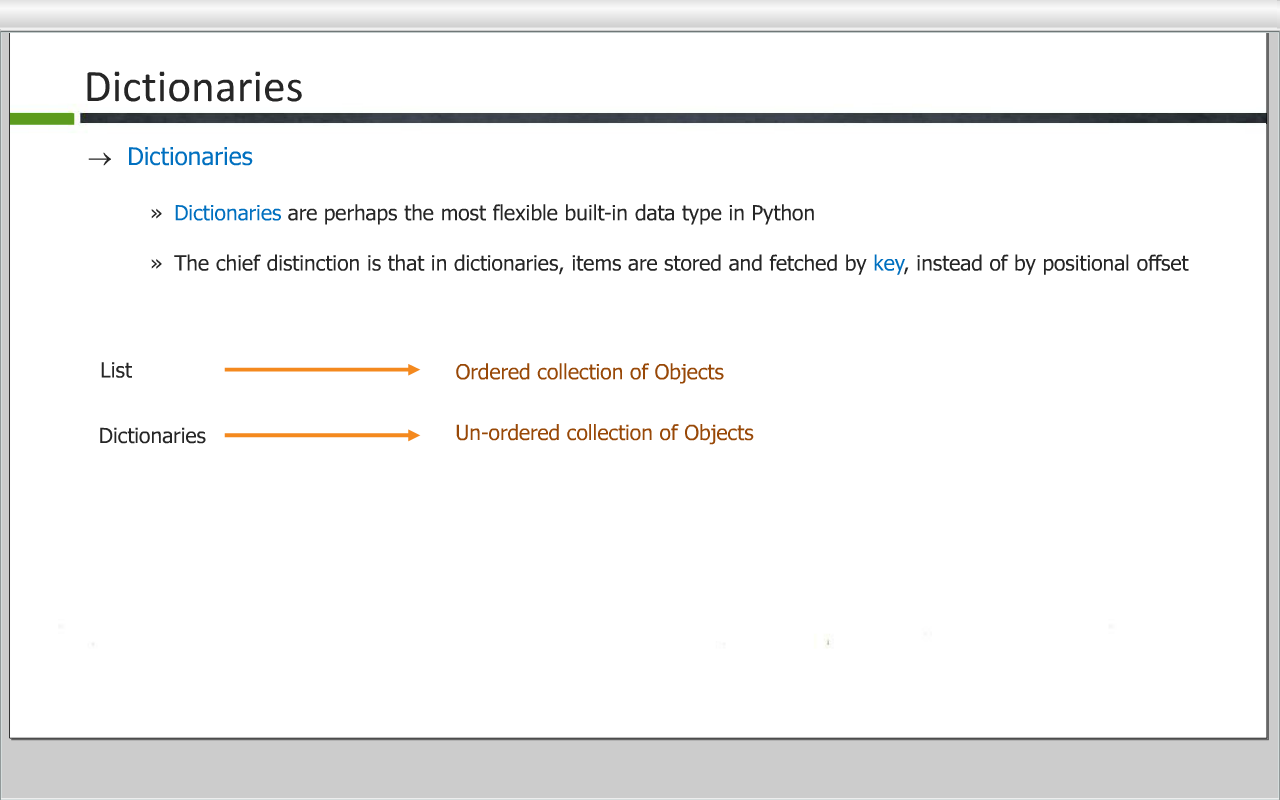 Dictionaries
→ Dictionaries
» Dictionaries are perhaps the most flexible built-in data type in Python
» The chief distinction is that in dictionaries, items are stored and fetched by key, instead of by positional offset
List
Ordered collection of Objects
Dictionaries
Un-ordered collection of Objects